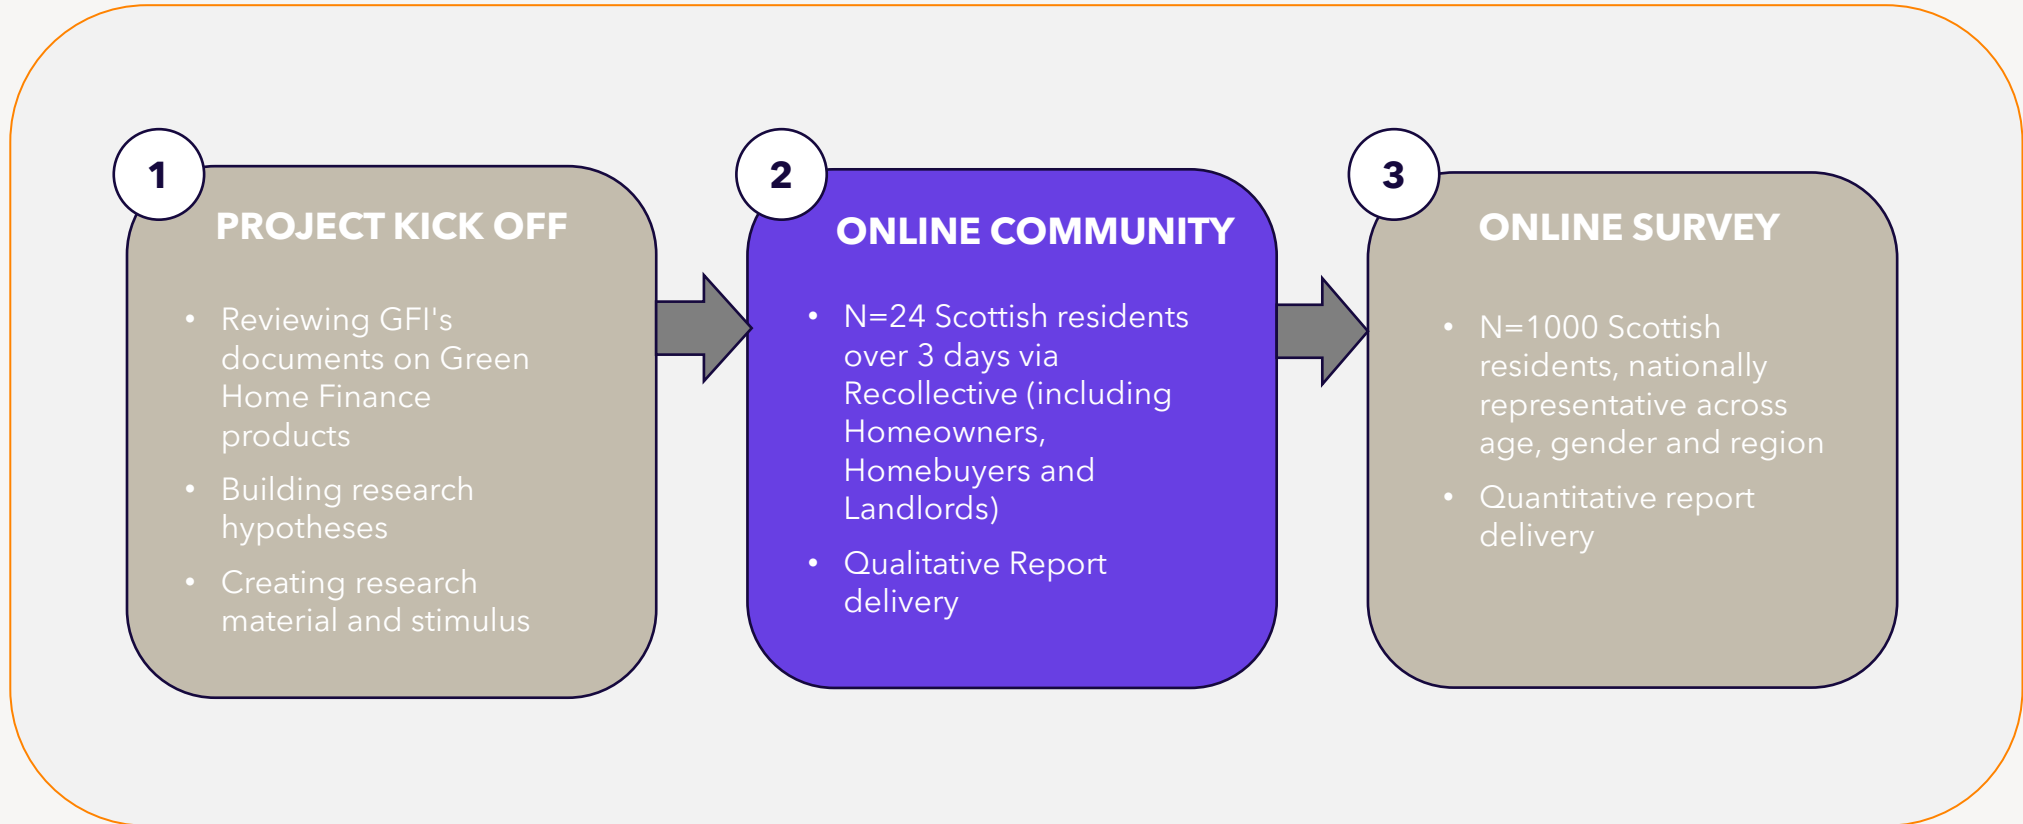 1
PROJECT KICK OFF
• Reviewing GFI's
documents on Green
Home Finance
products
• Building research
hypotheses
• Creating research
material and stimulus
2
ONLINE COMMUNITY
• N=24 Scottish residents
over 3 days via
Recollective (including
Homeowners,
Homebuyers and
Landlords)
• Qualitative Report
delivery
3
ONLINE SURVEY
• N=1000 Scottish
residents, nationally
representative across
age, gender and region
• Quantitative report
delivery